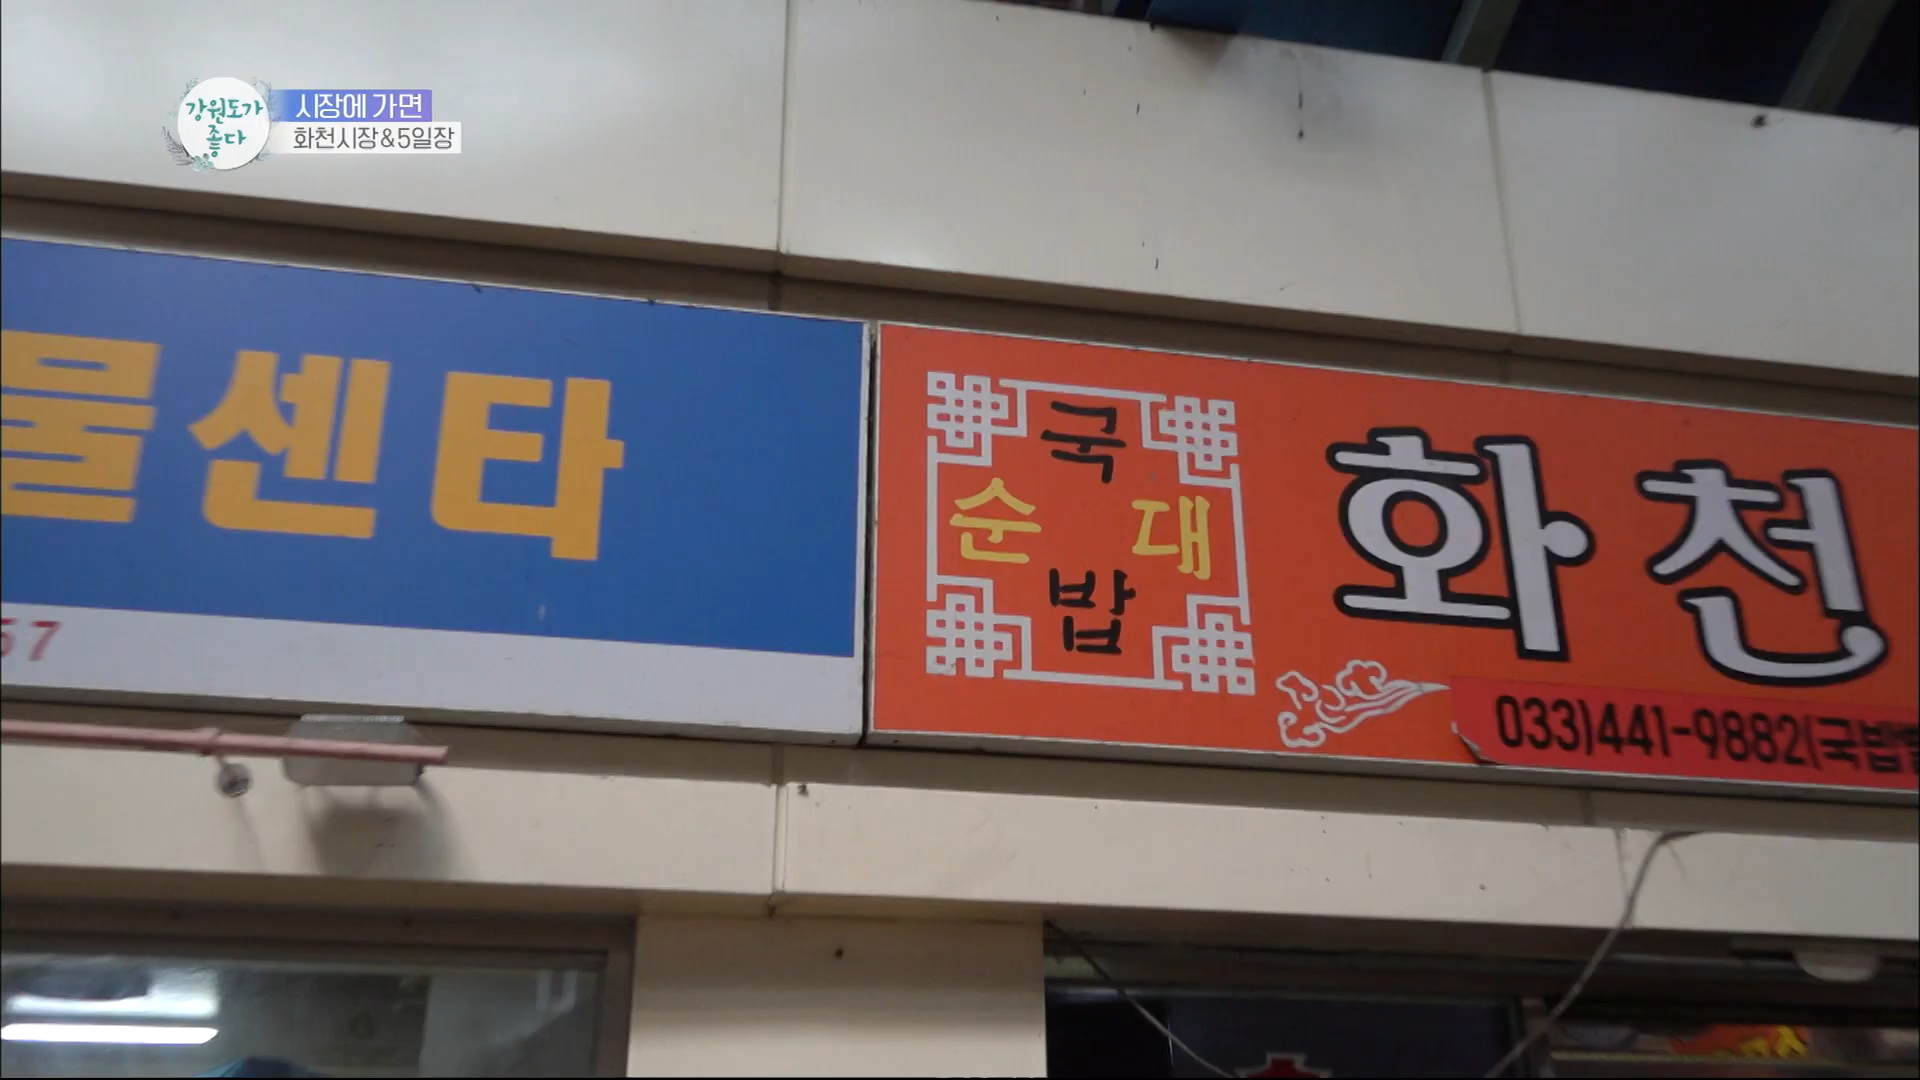 강원도가
좋다
시장에 가면
화천시장&5일장
물센타
57
국
순대
밥
화천
033)441-9882(국밥